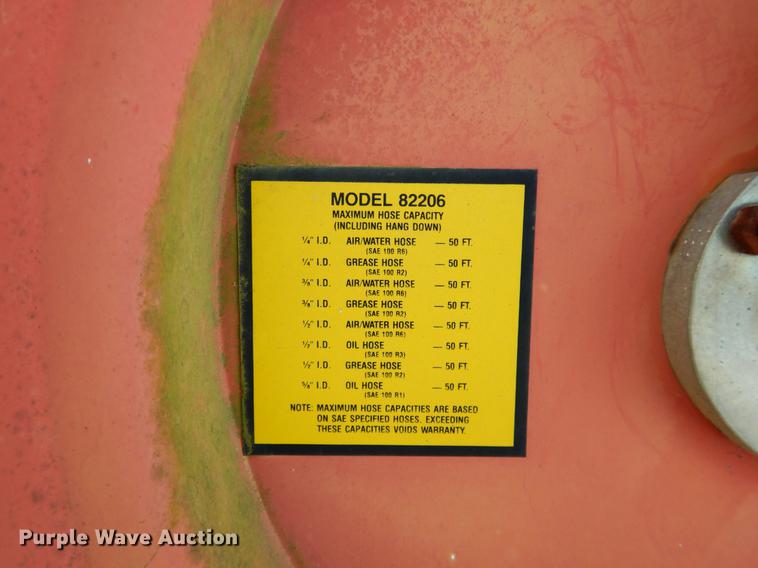 MODEL 82206
MAXIMUM HOSE CAPACITY
(INCLUDING HANG DOWN)
¼" I.D. AIR/WATER HOSE — 50 FT.
(SAE 100 R6)
¼" I.D. GREASE HOSE — 50 FT.
(SAE 100 R2)
⅜" I.D. AIR/WATER HOSE — 50 FT.
(SAE 100 R6)
⅜" I.D. GREASE HOSE — 50 FT.
(SAE 100 R2)
½" I.D. AIR/WATER HOSE — 50 FT.
(SAE 100 R6)
½" I.D. OIL HOSE — 50 FT.
(SAE 100 R3)
½" I.D. GREASE HOSE — 50 FT.
(SAE 100 R2)
⅝" I.D. OIL HOSE — 50 FT.
(SAE 100 R1)
NOTE: MAXIMUM HOSE CAPACITIES ARE BASED
ON SAE SPECIFIED HOSES. EXCEEDING
THESE CAPACITIES VOIDS WARRANTY.
Purple Wave Auction